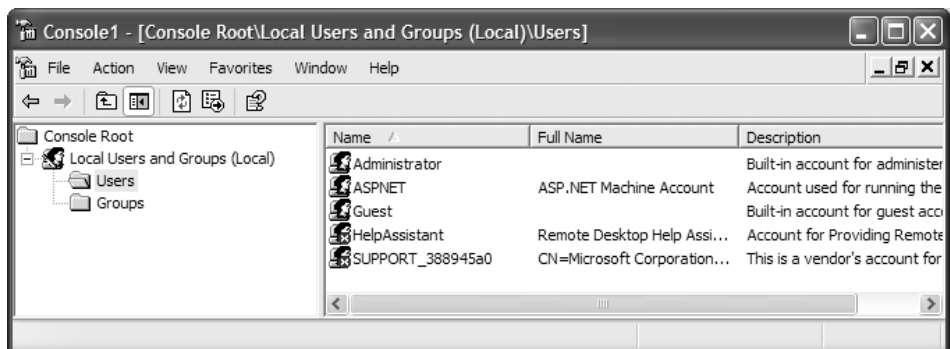 Console1 - [Console Root\Local Users and Groups (Local)\Users]
File Action View Favorites Window Help
Console Root
Local Users and Groups (Local)
Users
Groups
Name Full Name Description
Administrator Built-in account for administer
ASPNET ASP.NET Machine Account Account used for running the
Guest Built-in account for guest acc
HelpAssistant Remote Desktop Help Assi... Account for Providing Remote
SUPPORT_388945a0 CN=Microsoft Corporation... This is a vendor's account for